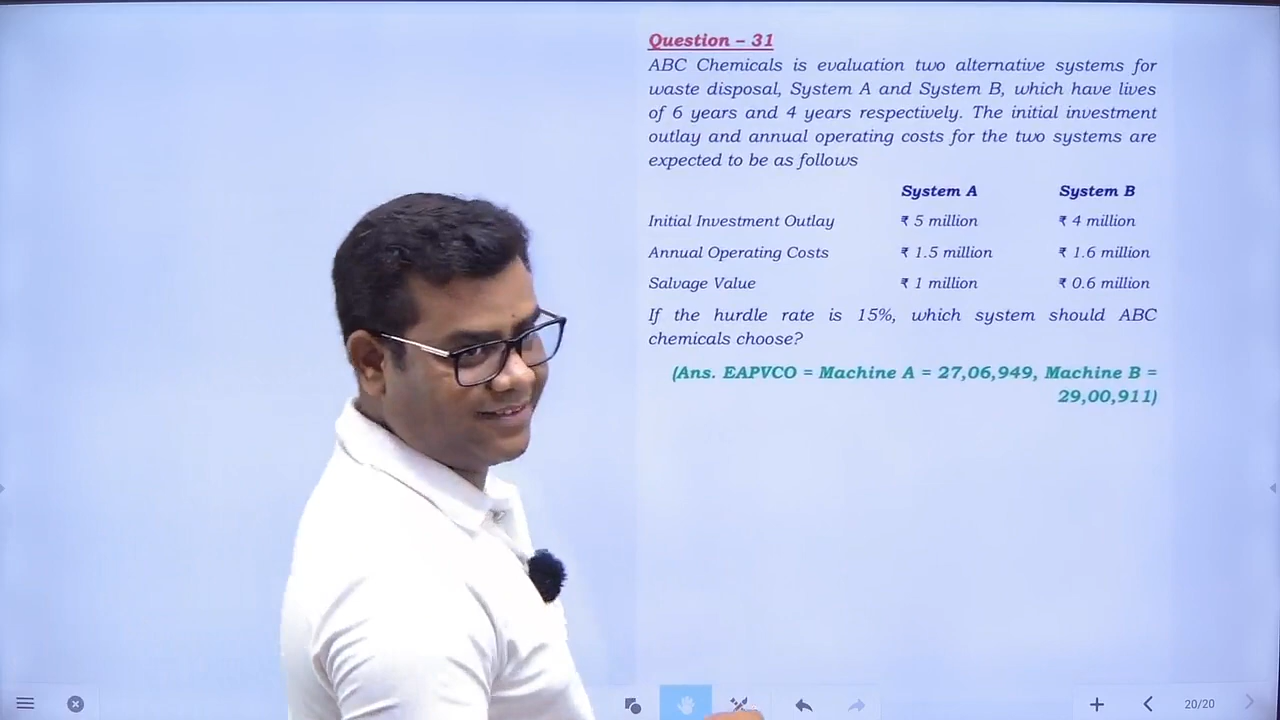 Question – 31
ABC Chemicals is evaluation two alternative systems for
waste disposal, System A and System B, which have lives
of 6 years and 4 years respectively. The initial investment
outlay and annual operating costs for the two systems are
expected to be as follows
System A System B
Initial Investment Outlay ₹ 5 million ₹ 4 million
Annual Operating Costs ₹ 1.5 million ₹ 1.6 million
Salvage Value ₹ 1 million ₹ 0.6 million
If the hurdle rate is 15%, which system should ABC
chemicals choose?
(Ans. EAPVCO = Machine A = 27,06,949, Machine B =
29,00,911)
20/20